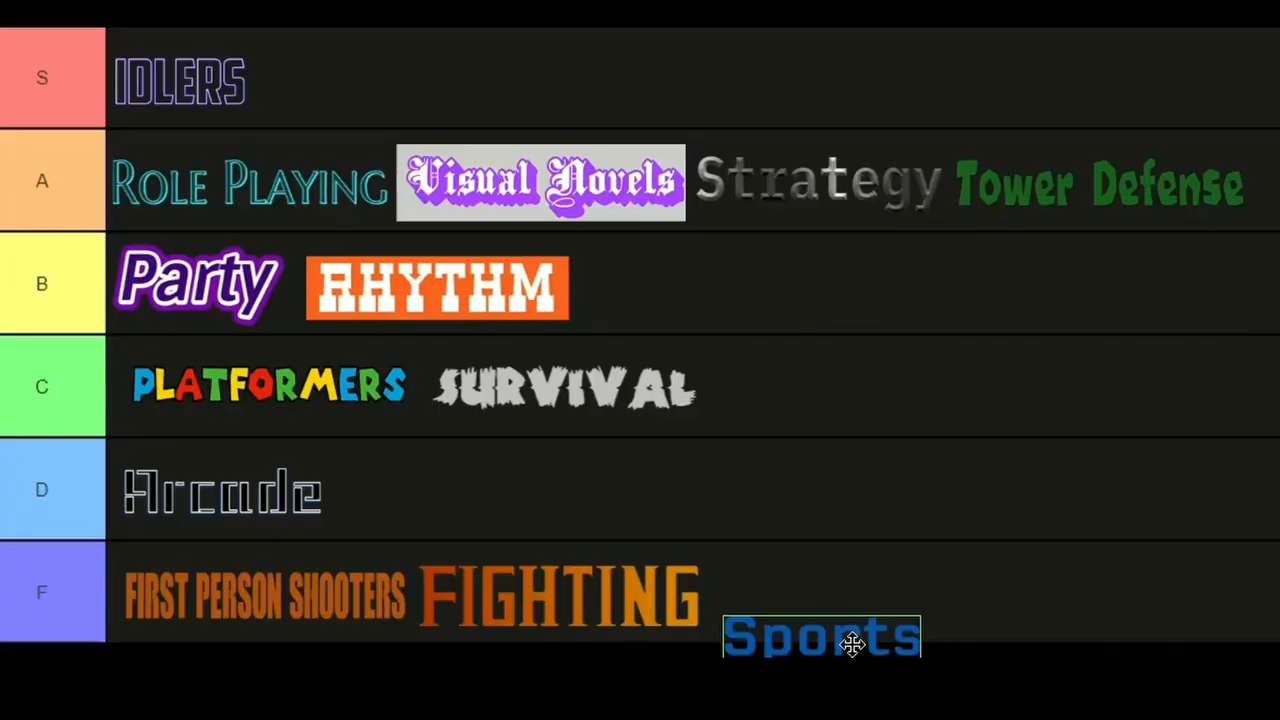 S
IDLERS
A
ROLE PLAYING Visual Novels Strategy Tower Defense
B
Party RHYTHM
C
PLATFORMERS SURVIVAL
D
Arcade
F
FIRST PERSON SHOOTERS FIGHTING
Sports